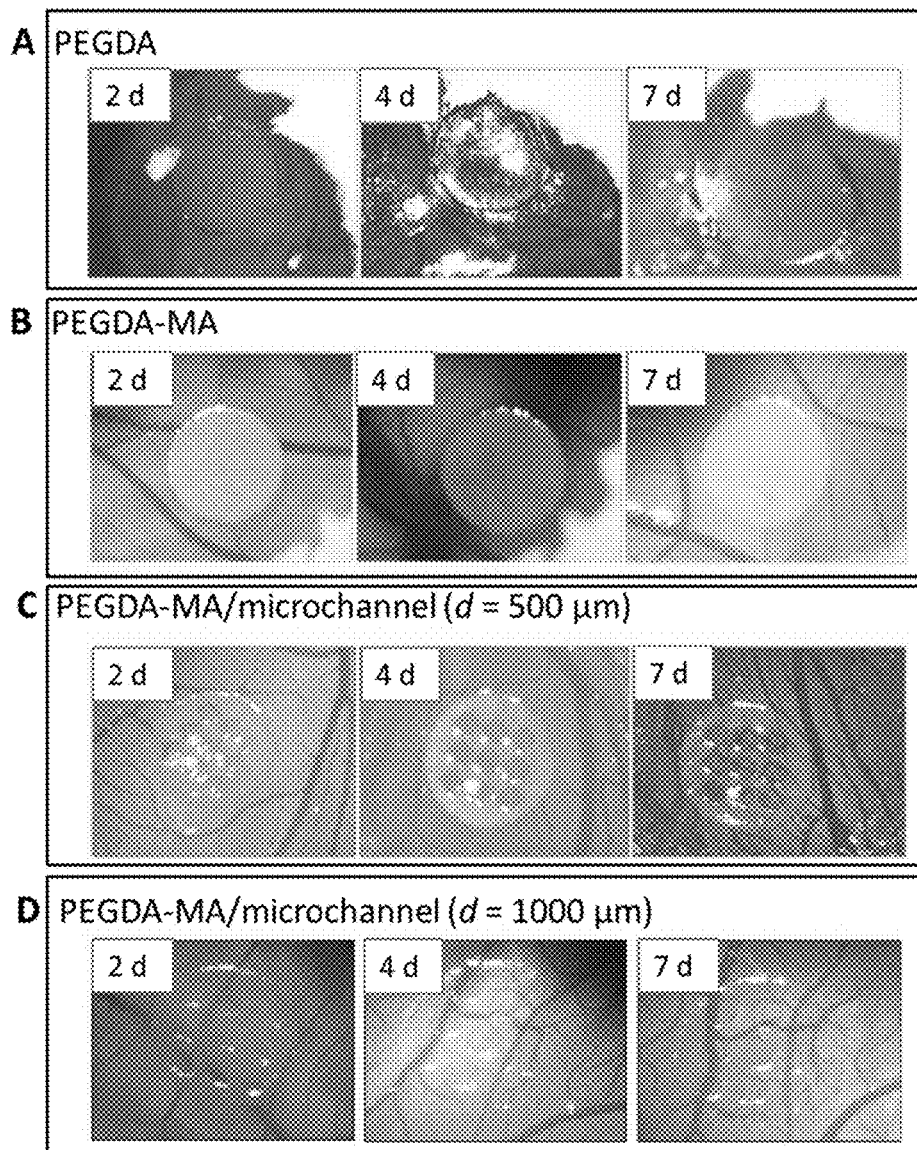 A PEGDA
2 d 4 d 7 d
B PEGDA-MA
2 d 4 d 7 d
C PEGDA-MA/microchannel (d = 500 μm)
2 d 4 d 7 d
D PEGDA-MA/microchannel (d = 1000 μm)
2 d 4 d 7 d